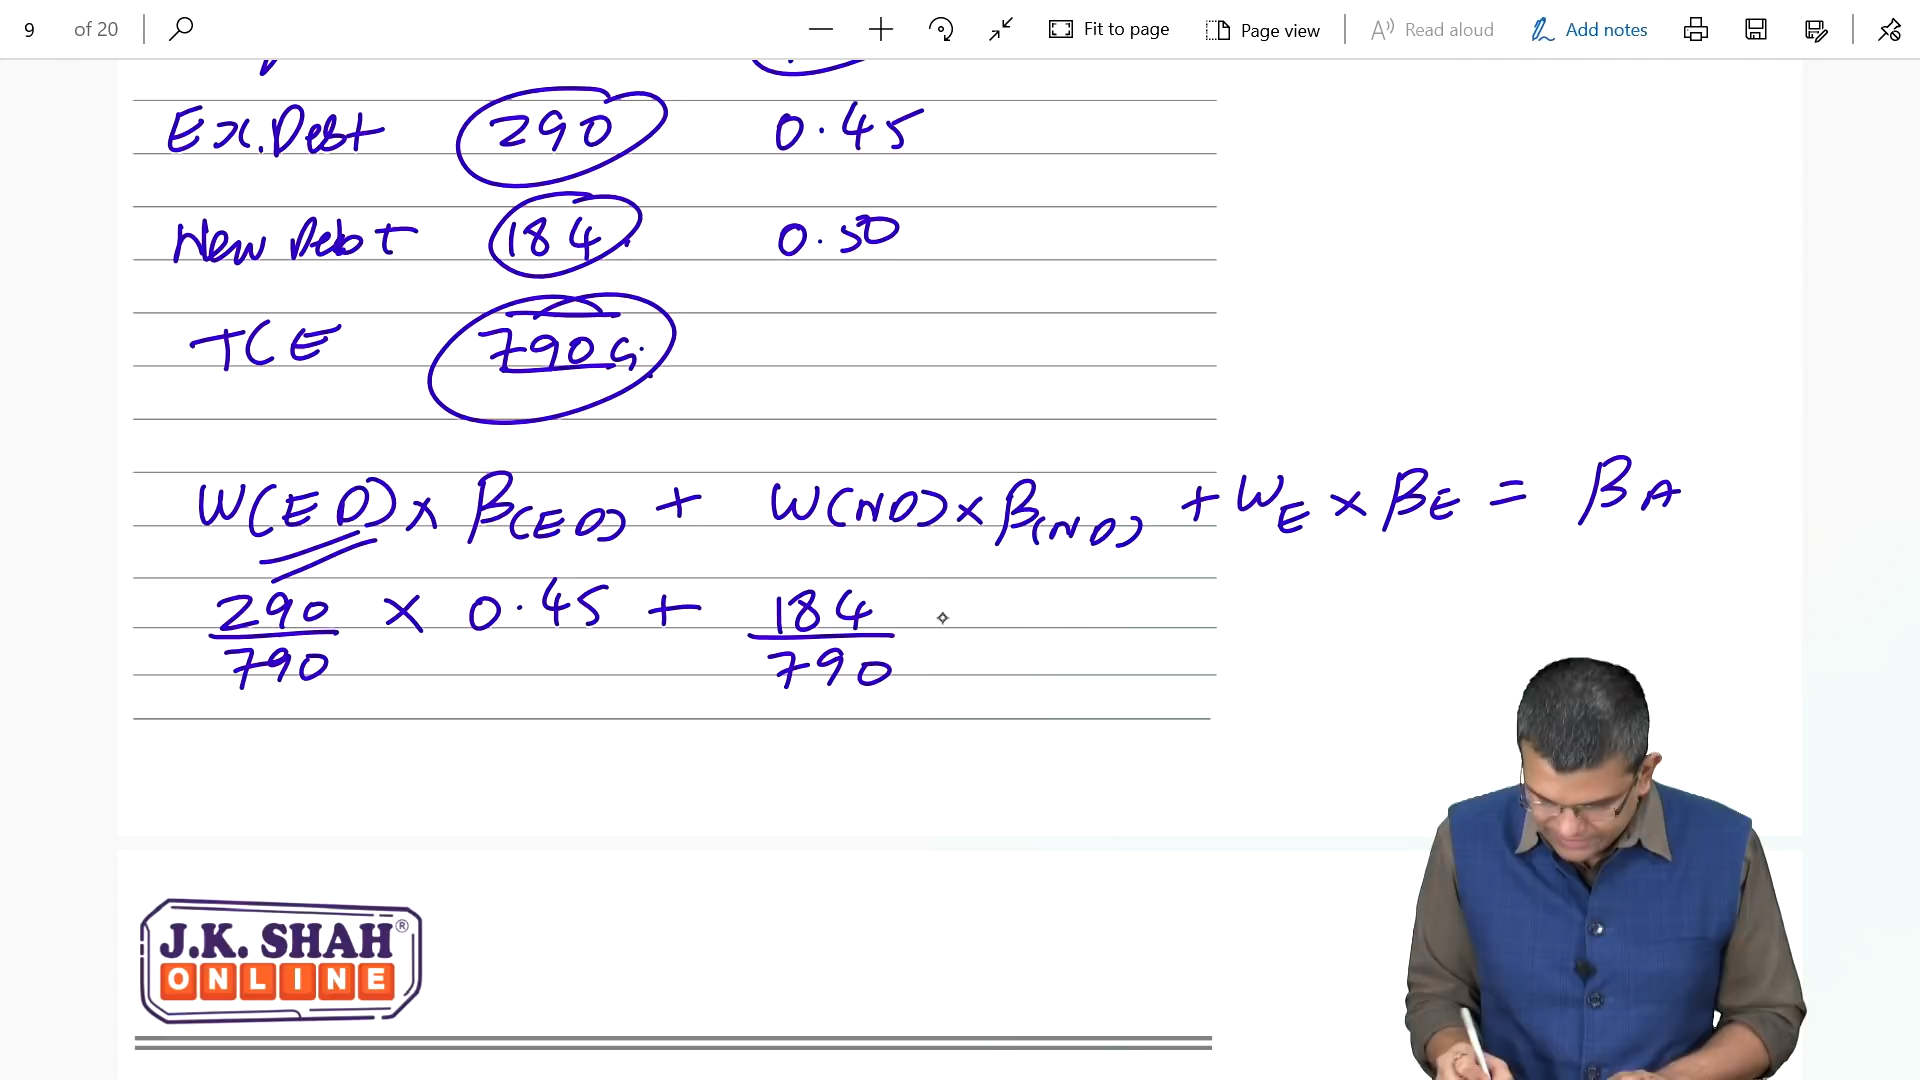 9 of 20 Fit to page Page view Read aloud Add notes
Ex.Debt 290 0.45
New Debt 184 0.50
TCE 790
W(ED) x β(ED) + W(ND) x β(ND) + WE x βE = βA
290/790 x 0.45 + 184/790
J.K. SHAH®
ONLINE